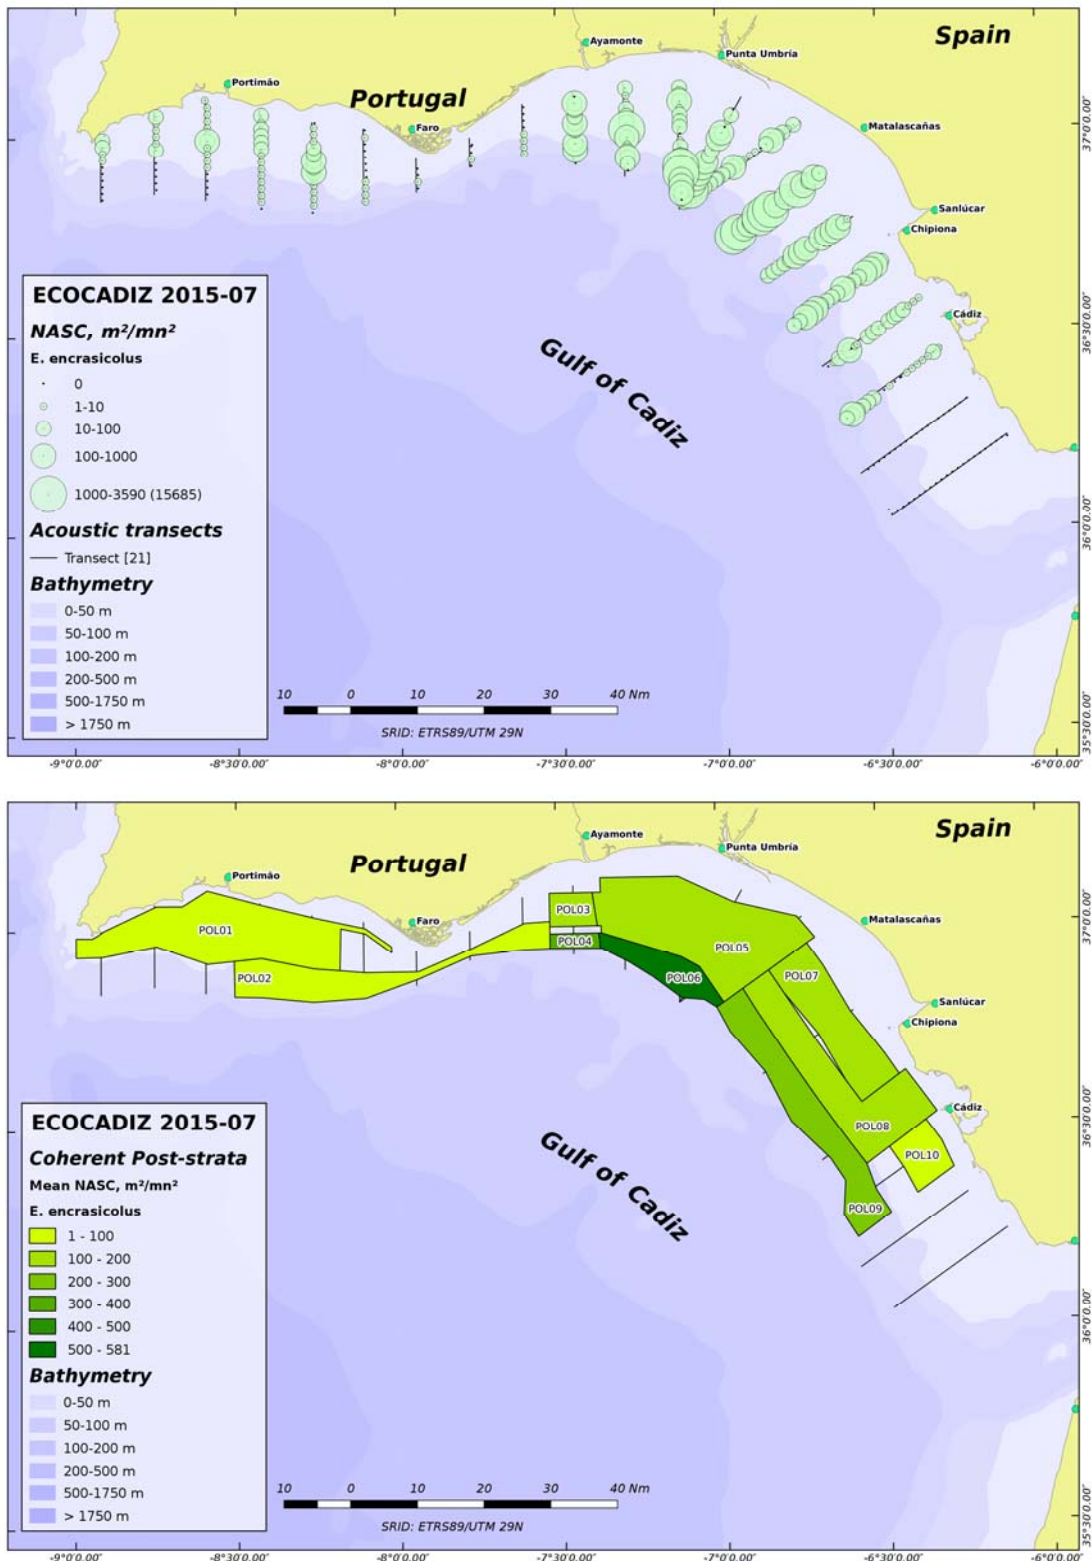 Spain
Ayamonte
Punta Umbría
Portimão
Portugal
Faro
Matalascañas
37°0'0.00"
Sanlúcar
Chipiona
Cádiz
36°30'0.00"
Gulf of Cadiz
36°0'0.00"
35°30'0.00"
ECOCADIZ 2015-07
NASC, m²/mn²
E. encrasicolus
0
1-10
10-100
100-1000
1000-3590 (15685)
Acoustic transects
Transect [21]
Bathymetry
0-50 m
50-100 m
100-200 m
200-500 m
500-1750 m
> 1750 m
10 0 10 20 30 40 Nm
SRID: ETRS89/UTM 29N
-9°0'0.00" -8°30'0.00" -8°0'0.00" -7°30'0.00" -7°0'0.00" -6°30'0.00" -6°0'0.00"
Spain
Ayamonte
Punta Umbría
Portugal
Portimão
POL03
Faro
Matalascañas
37°0'0.00"
POL01
POL04
POL05
POL02
POL06
POL07
Sanlúcar
Chipiona
Cádiz
36°30'0.00"
POL08
POL10
POL09
Gulf of Cadiz
36°0'0.00"
35°30'0.00"
ECOCADIZ 2015-07
Coherent Post-strata
Mean NASC, m²/mn²
E. encrasicolus
1 - 100
100 - 200
200 - 300
300 - 400
400 - 500
500 - 581
Bathymetry
0-50 m
50-100 m
100-200 m
200-500 m
500-1750 m
> 1750 m
10 0 10 20 30 40 Nm
SRID: ETRS89/UTM 29N
-9°0'0.00" -8°30'0.00" -8°0'0.00" -7°30'0.00" -7°0'0.00" -6°30'0.00" -6°0'0.00"